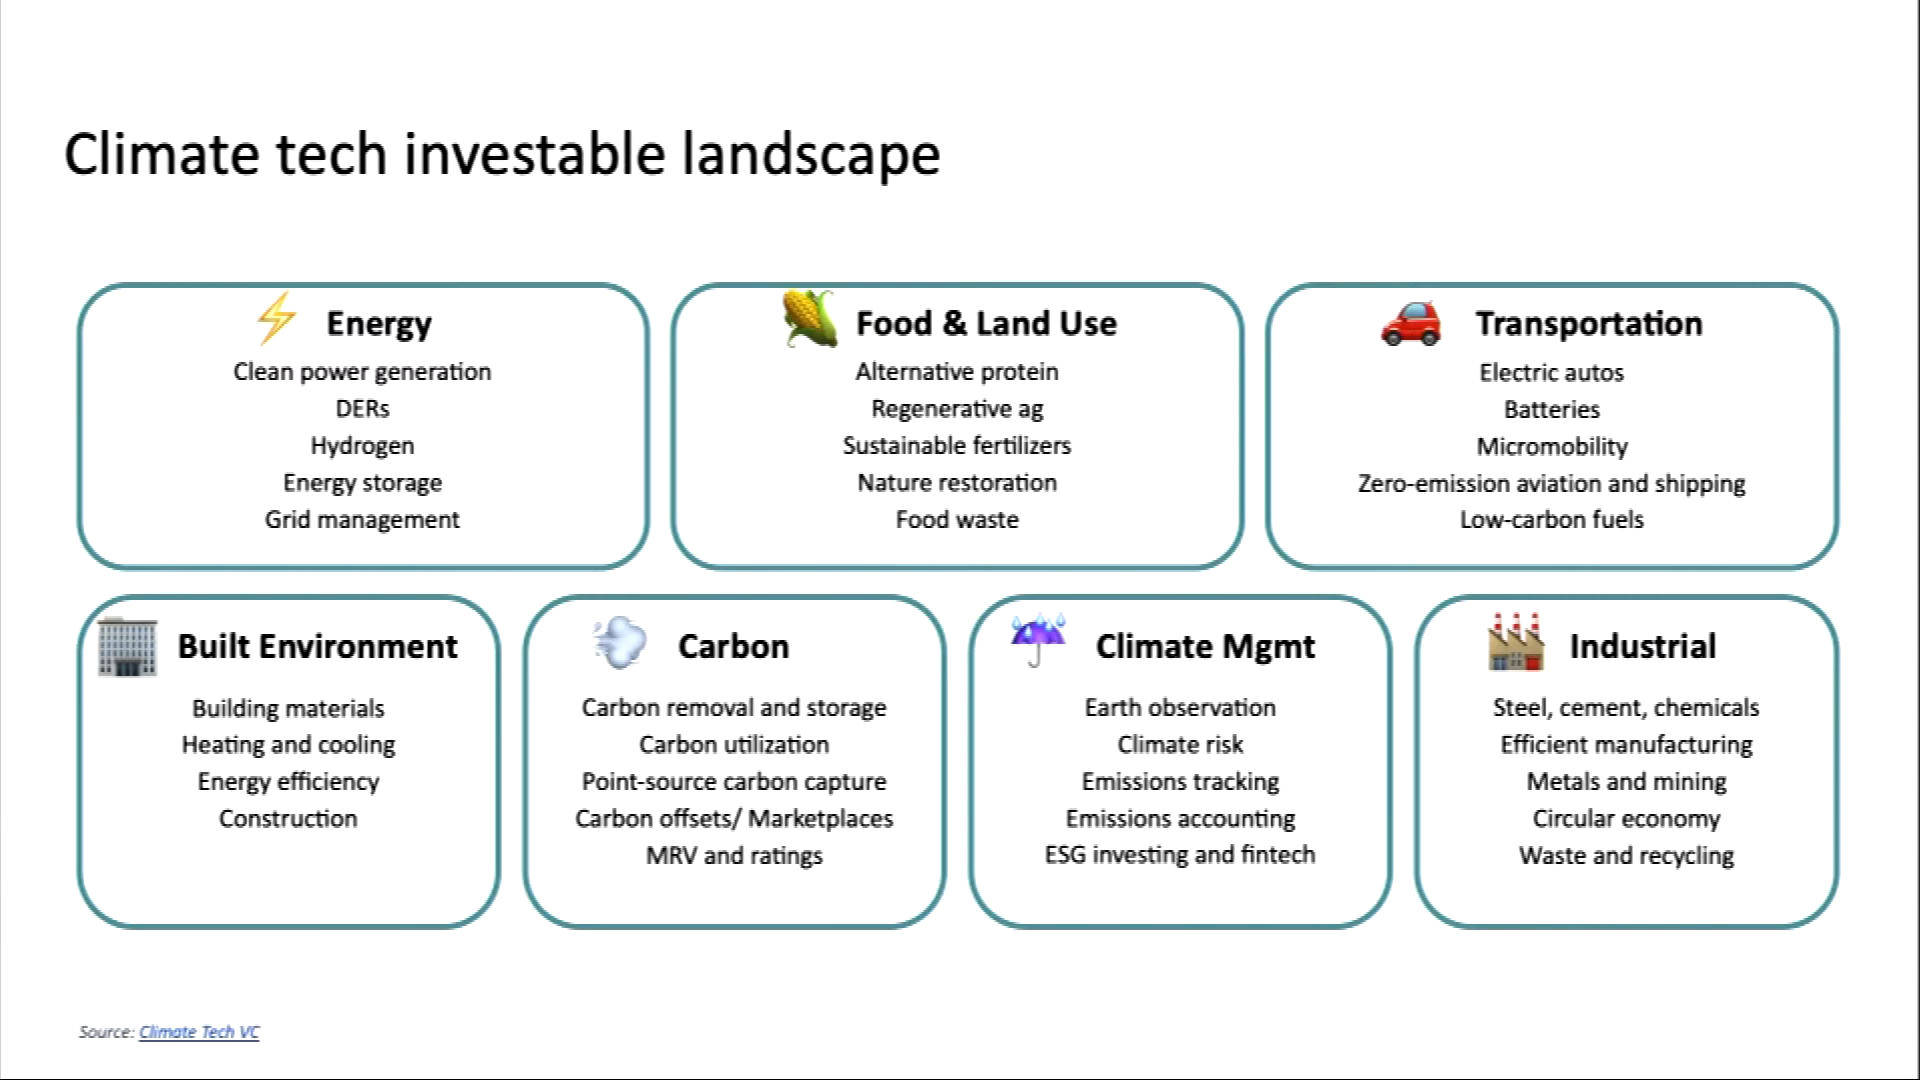 Climate tech investable landscape
Energy
Clean power generation
DERs
Hydrogen
Energy storage
Grid management
Food & Land Use
Alternative protein
Regenerative ag
Sustainable fertilizers
Nature restoration
Food waste
Transportation
Electric autos
Batteries
Micromobility
Zero-emission aviation and shipping
Low-carbon fuels
Built Environment
Building materials
Heating and cooling
Energy efficiency
Construction
Carbon
Carbon removal and storage
Carbon utilization
Point-source carbon capture
Carbon offsets/ Marketplaces
MRV and ratings
Climate Mgmt
Earth observation
Climate risk
Emissions tracking
Emissions accounting
ESG investing and fintech
Industrial
Steel, cement, chemicals
Efficient manufacturing
Metals and mining
Circular economy
Waste and recycling
Source: Climate Tech VC